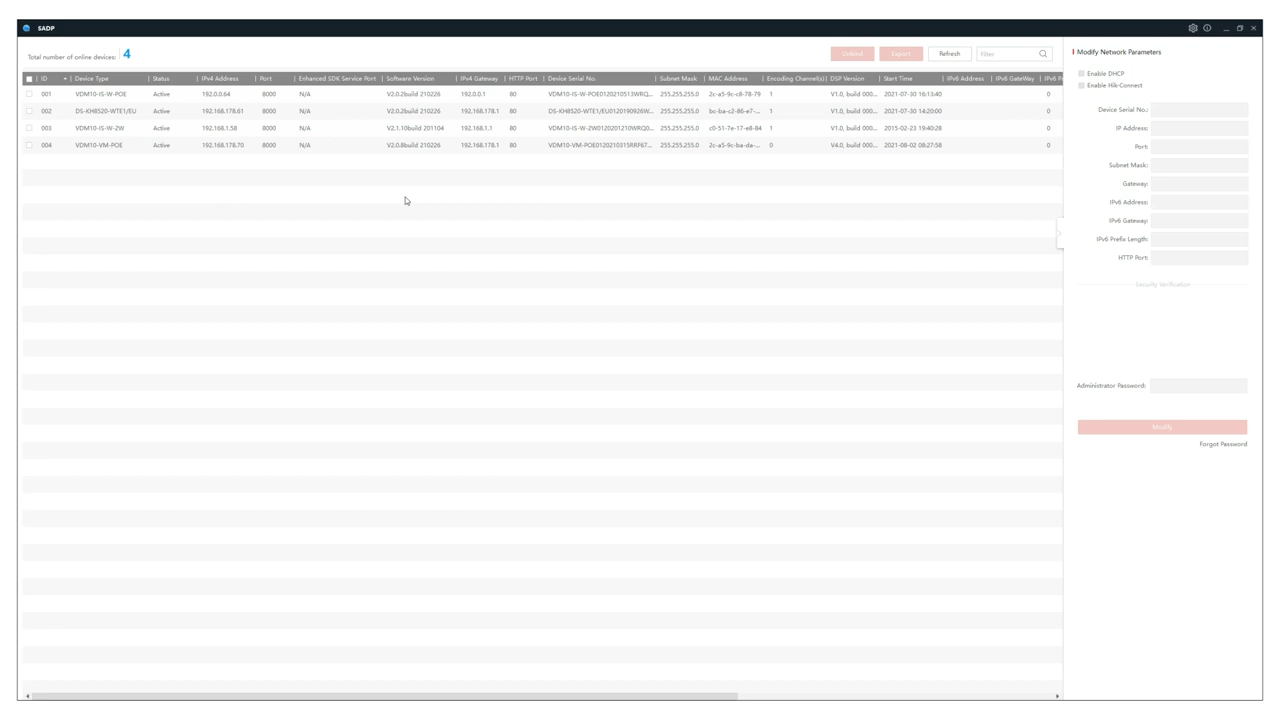 SADP
Total number of online devices: 4
Unbind Export Refresh Filter
ID Device Type Status IPv4 Address Port Enhanced SDK Service Port Software Version IPv4 Gateway HTTP Port Device Serial No. Subnet Mask MAC Address Encoding Channel(s) DSP Version Start Time IPv6 Address IPv6 GateWay IPv6 P
001 VDM10-IS-W-POE Active 192.0.0.64 8000 N/A V2.0.2build 210226 192.0.0.1 80 VDM10-IS-W-POE0120210513WRQ... 255.255.255.0 2c-a5-9c-c8-78-79 1 V1.0, build 000... 2021-07-30 16:13:40 0
002 DS-KH8520-WTE1/EU Active 192.168.178.61 8000 N/A V2.0.2build 210226 192.168.178.1 80 DS-KH8520-WTE1/EU0120190926W... 255.255.255.0 bc-ba-c2-86-e7-... 1 V1.0, build 000... 2021-07-30 14:20:00 0
003 VDM10-IS-W-2W Active 192.168.1.58 8000 N/A V2.1.10build 201104 192.168.1.1 80 VDM10-IS-W-2W0120201210WRQ0... 255.255.255.0 c0-51-7e-17-e8-84 1 V1.0, build 000... 2015-02-23 19:40:28 0
004 VDM10-VM-POE Active 192.168.178.70 8000 N/A V2.0.8build 210226 192.168.178.1 80 VDM10-VM-POE0120210315RRF67... 255.255.255.0 2c-a5-9c-ba-da-... 0 V4.0, build 000... 2021-08-02 08:27:58 0
Modify Network Parameters
Enable DHCP
Enable Hik-Connect
Device Serial No.:
IP Address:
Port:
Subnet Mask:
Gateway:
IPv6 Address:
IPv6 Gateway:
IPv6 Prefix Length:
HTTP Port:
Security Verification
Administrator Password:
Modify
Forgot Password